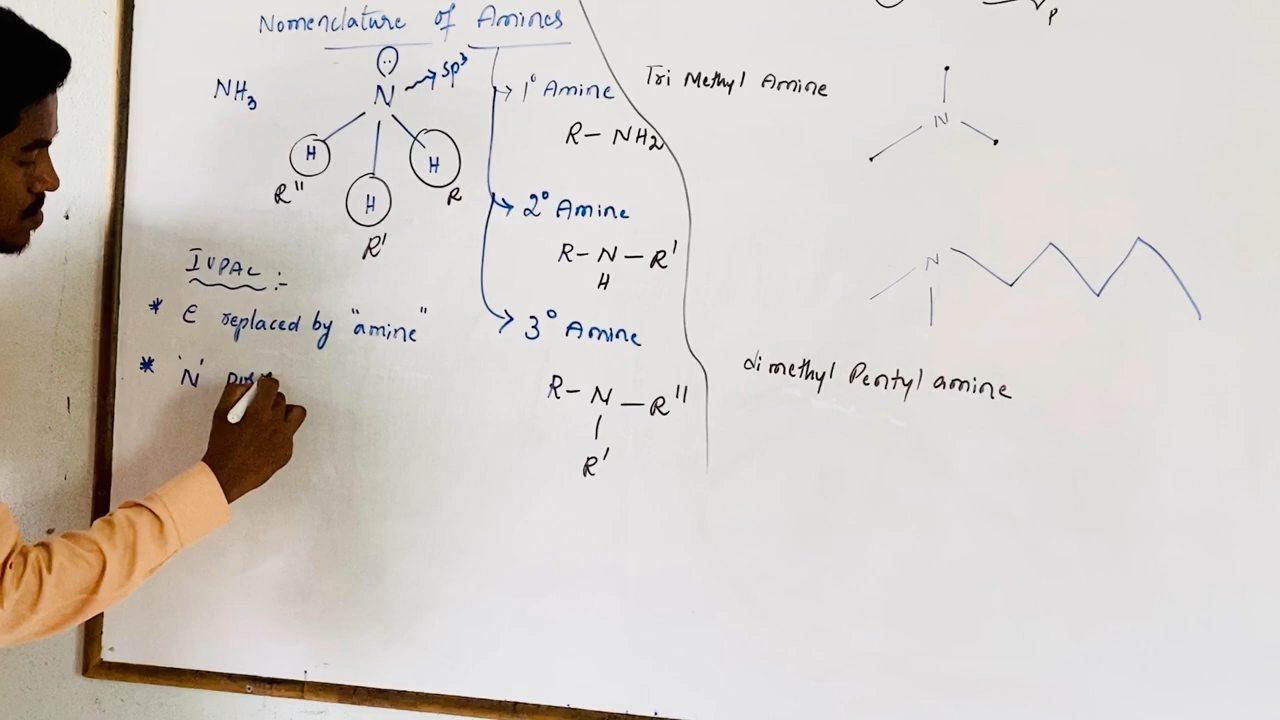 Nomenclature of Amines
NH3
N
sp³
H
H
H
R"
R'
R
IUPAC :-
* e replaced by "amine"
* 'N'
1° Amine
R- NH2
2° Amine
R- N - R'
H
3° Amine
R- N - R"
R'
P
Tri Methyl Amine
N
N
dimethyl Pentyl amine